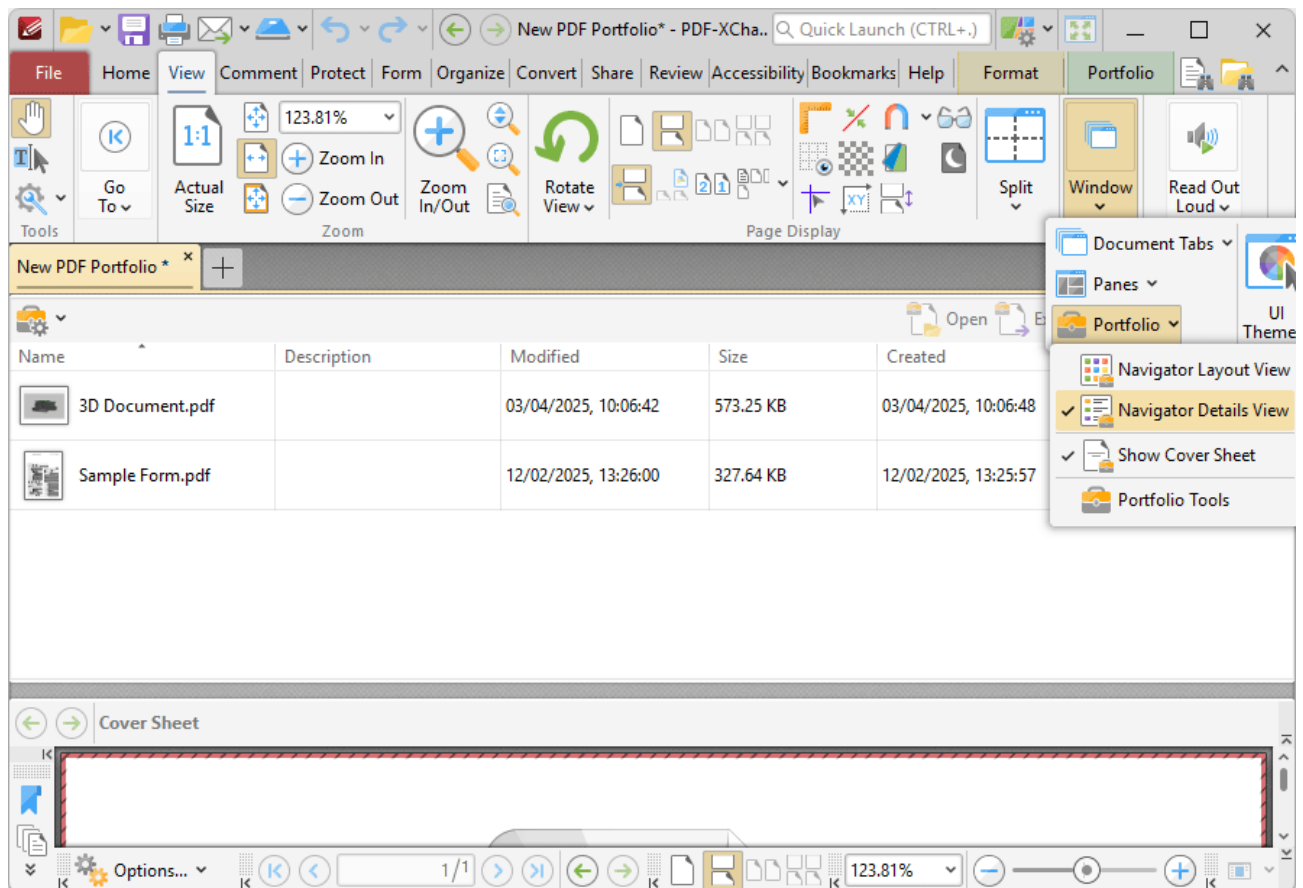 New PDF Portfolio* - PDF-XCha..
Quick Launch (CTRL+.)
File Home View Comment Protect Form Organize Convert Share Review Accessibility Bookmarks Help Format Portfolio
Go To
1:1
Actual Size
123.81%
Zoom In
Zoom Out
Zoom In/Out
Rotate View
21
XY
Split
Window
Read Out Loud
Tools
Zoom
Page Display
New PDF Portfolio *
Document Tabs
Panes
Portfolio
UI
Theme
Open
Navigator Layout View
Navigator Details View
Show Cover Sheet
Portfolio Tools
Name Description Modified Size Created
3D Document.pdf 03/04/2025, 10:06:42 573.25 KB 03/04/2025, 10:06:48
Sample Form.pdf 12/02/2025, 13:26:00 327.64 KB 12/02/2025, 13:25:57
Cover Sheet
Options... 1/1 123.81%